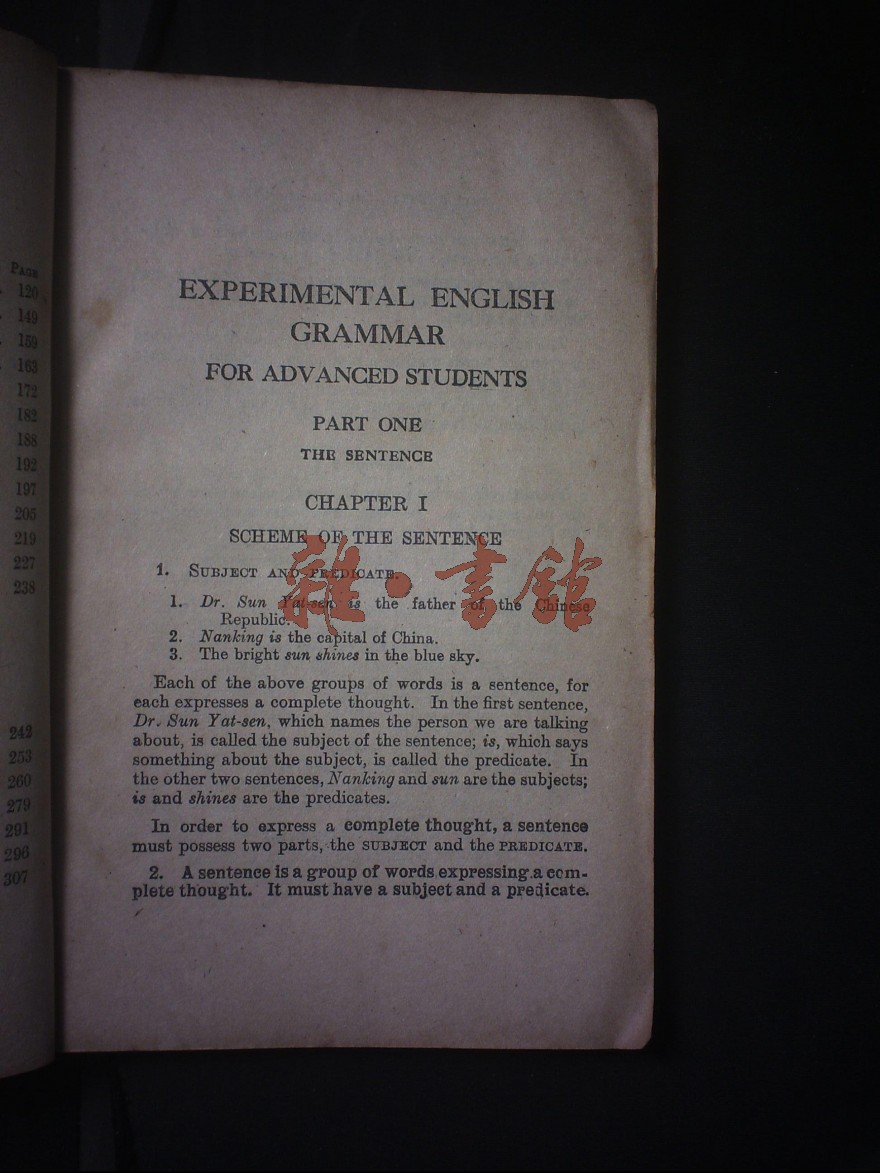 PAGE
120
149
159
163
172
182
188
192
197
205
219
227
238
242
253
260
279
291
296
307
EXPERIMENTAL ENGLISH
GRAMMAR
FOR ADVANCED STUDENTS
PART ONE
THE SENTENCE
CHAPTER I
SCHEME OF THE SENTENCE
1. SUBJECT AND PREDICATE.
1. Dr. Sun Yat-sen is the father of the Chinese
Republic.
2. Nanking is the capital of China.
3. The bright sun shines in the blue sky.
Each of the above groups of words is a sentence, for
each expresses a complete thought. In the first sentence,
Dr. Sun Yat-sen, which names the person we are talking
about, is called the subject of the sentence; is, which says
something about the subject, is called the predicate. In
the other two sentences, Nanking and sun are the subjects;
is and shines are the predicates.
In order to express a complete thought, a sentence
must possess two parts, the SUBJECT and the PREDICATE.
2. A sentence is a group of words expressing a com-
plete thought. It must have a subject and a predicate.
雜·書館